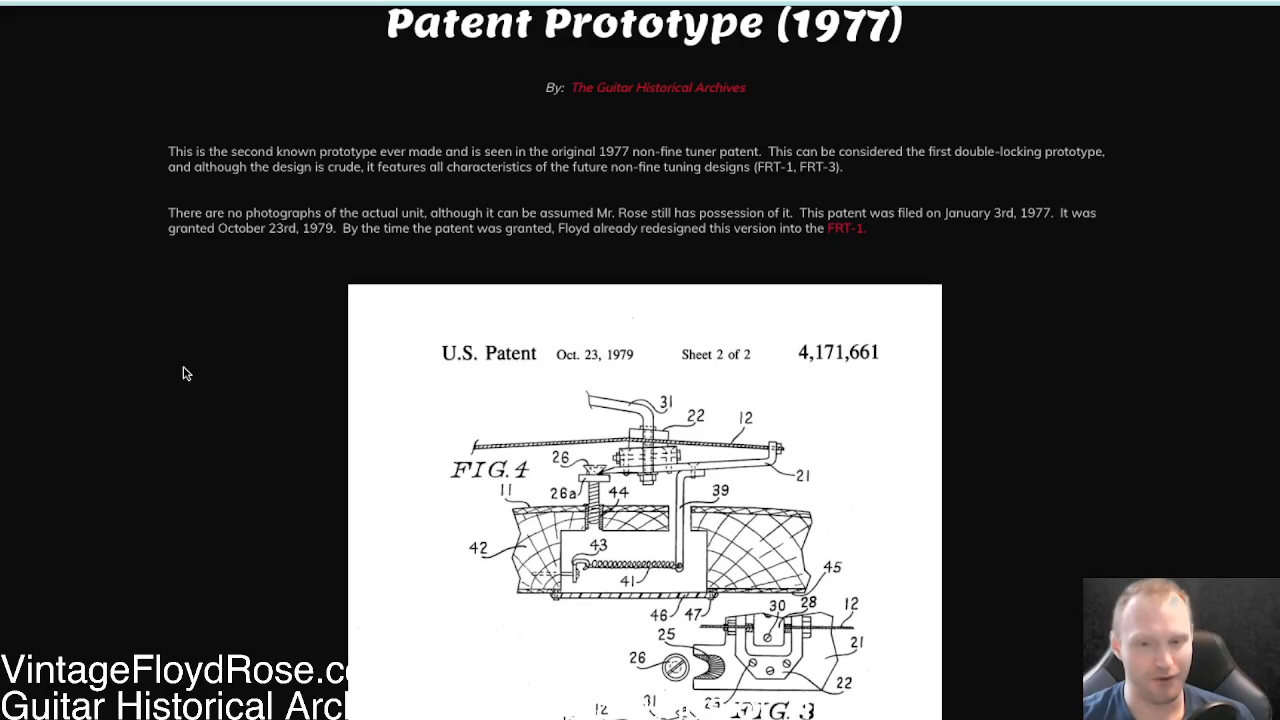 Patent Prototype (1977)
By: The Guitar Historical Archives
This is the second known prototype ever made and is seen in the original 1977 non-fine tuner patent. This can be considered the first double-locking prototype,
and although the design is crude, it features all characteristics of the future non-fine tuning designs (FRT-1, FRT-3).
There are no photographs of the actual unit, although it can be assumed Mr. Rose still has possession of it. This patent was filed on January 3rd, 1977. It was
granted October 23rd, 1979. By the time the patent was granted, Floyd already redesigned this version into the FRT-1.
U.S. Patent Oct. 23, 1979 Sheet 2 of 2 4,171,661
31
22
12
26
FIG. 4
21
11
26a
44
39
42
43
41
45
46 47
30 28 12
25
26
21
22
31
12
FIG. 3
VintageFloydRose.c
Guitar Historical Arc